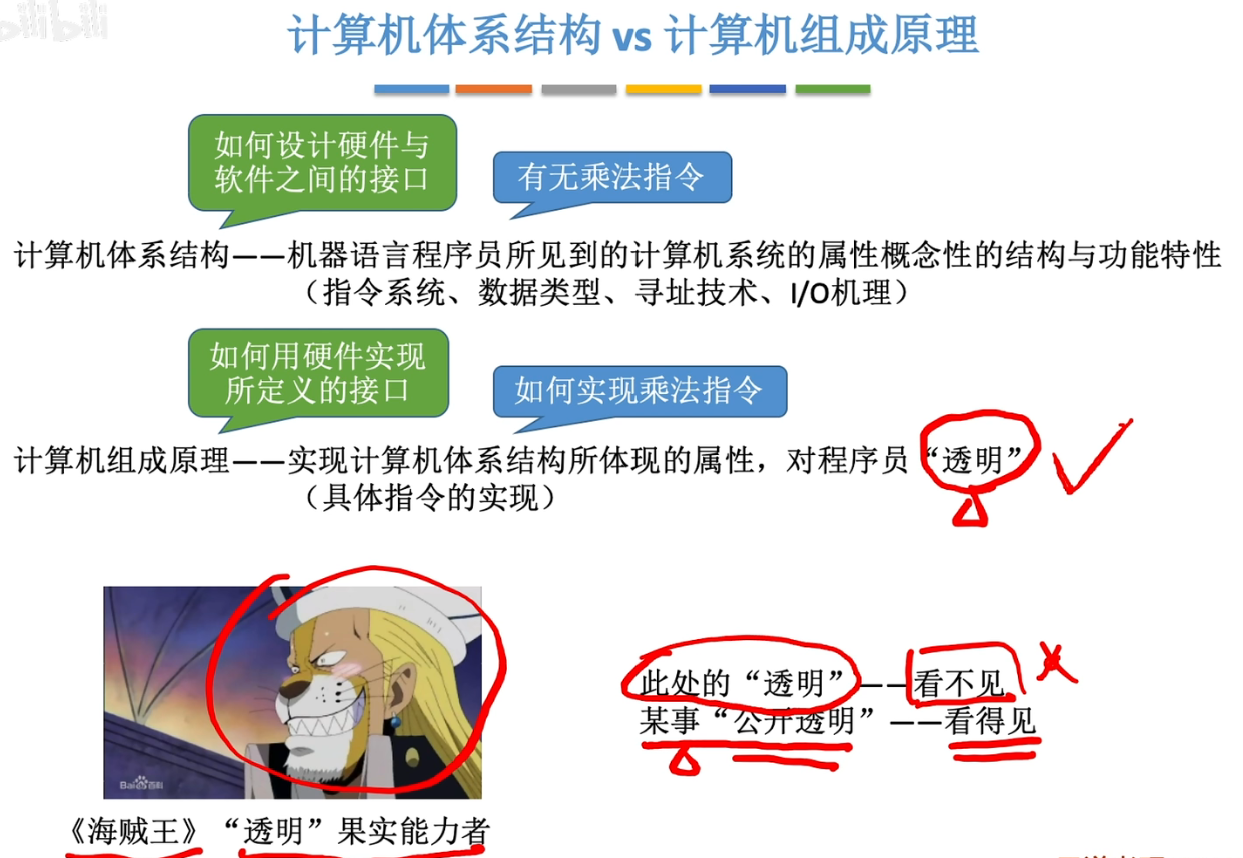 bilibili
计算机体系结构 vs 计算机组成原理
如何设计硬件与
软件之间的接口
有无乘法指令
计算机体系结构——机器语言程序员所见到的计算机系统的属性概念性的结构与功能特性
（指令系统、数据类型、寻址技术、I/O机理）
如何用硬件实现
所定义的接口
如何实现乘法指令
计算机组成原理——实现计算机体系结构所体现的属性，对程序员“透明”
（具体指令的实现）
此处的“透明”——看不见
某事“公开透明”——看得见
Bai百科
《海贼王》“透明”果实能力者